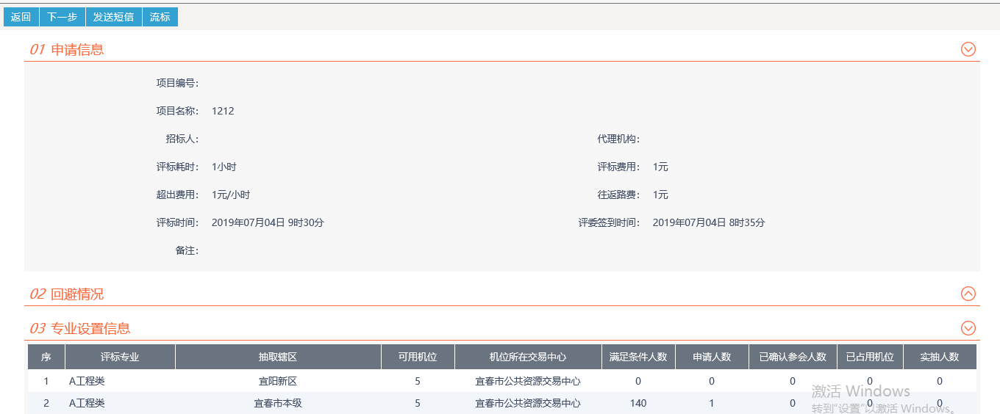 返回 下一步 发送短信 流标
01 申请信息
项目编号：
项目名称： 1212
招标人： 代理机构：
评标耗时： 1小时 评标费用： 1元
超出费用： 1元/小时 往返路费： 1元
评标时间： 2019年07月04日 9时30分 评委签到时间： 2019年07月04日 8时35分
备注：
02 回避情况
03 专业设置信息
序 评标专业 抽取辖区 可用机位 机位所在交易中心 满足条件人数 申请人数 已确认参会人数 已占用机位 实抽人数
1 A工程类 宜阳新区 5 宜春市公共资源交易中心 0 0 0 0 0
2 A工程类 宜春市本级 5 宜春市公共资源交易中心 140 1 0 0 0
激活 Windows
转到"设置"以激活 Windows。